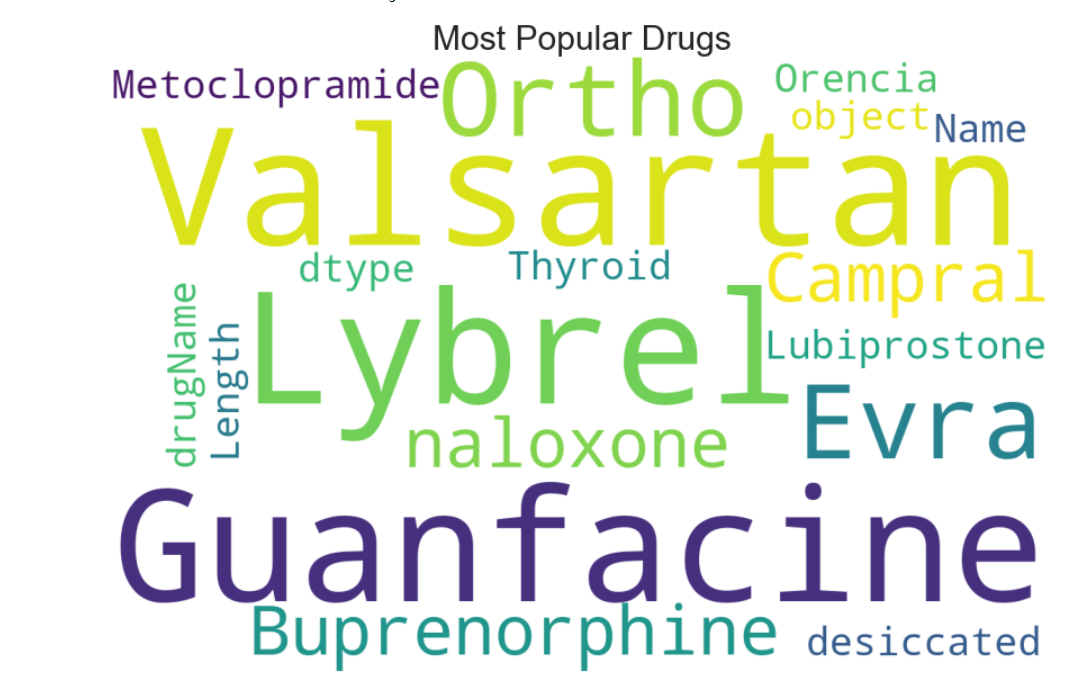 Most Popular Drugs
Metoclopramide
Ortho
Orencia
object
Name
Valsartan
dtype
Thyroid
Campral
drugName
Length
Lybrel
Lubiprostone
Evra
naloxone
Guanfacine
Buprenorphine
desiccated